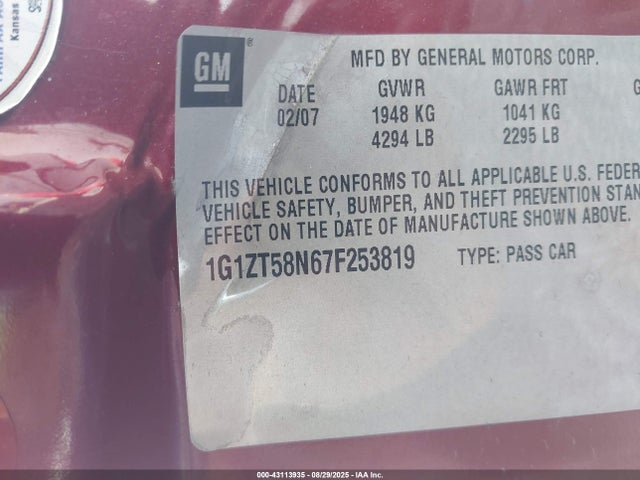 Kansas
GM®
MFD BY GENERAL MOTORS CORP.
DATE GVWR GAWR FRT G
02/07 1948 KG 1041 KG
4294 LB 2295 LB
THIS VEHICLE CONFORMS TO ALL APPLICABLE U.S. FEDER
VEHICLE SAFETY, BUMPER, AND THEFT PREVENTION STAN
EFFECT ON THE DATE OF MANUFACTURE SHOWN ABOVE.
1G1ZT58N67F253819 TYPE: PASS CAR
000-43113935 - 08/29/2025 - IAA Inc.